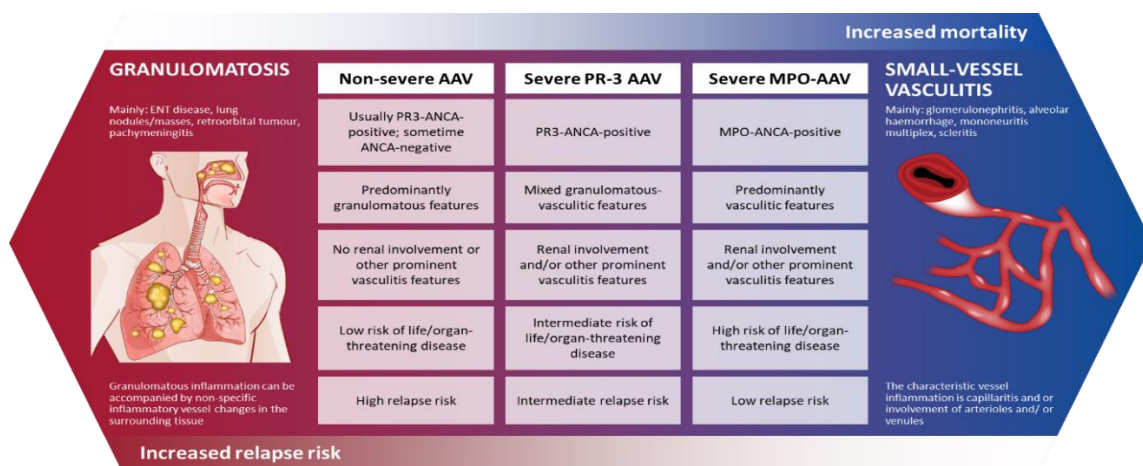 Increased mortality
GRANULOMATOSIS
Mainly: ENT disease, lung
nodules/masses, retroorbital tumour,
pachymeningitis
Granulomatous inflammation can be
accompanied by non-specific
inflammatory vessel changes in the
surrounding tissue
Non-severe AAV
Severe PR-3 AAV
Severe MPO-AAV
Usually PR3-ANCA-
positive; sometime
ANCA-negative
PR3-ANCA-positive
MPO-ANCA-positive
Predominantly
granulomatous features
Mixed granulomatous-
vasculitic features
Predominantly
vasculitic features
No renal involvement or
other prominent
vasculitis features
Renal involvement
and/or other prominent
vasculitis features
Renal involvement
and/or other prominent
vasculitis features
Low risk of life/organ-
threatening disease
Intermediate risk of
life/organ-threatening
disease
High risk of life/organ-
threatening disease
High relapse risk
Intermediate relapse risk
Low relapse risk
SMALL-VESSEL
VASCULITIS
Mainly: glomerulonephritis, alveolar
haemorrhage, mononeuritis
multiplex, scleritis
The characteristic vessel
inflammation is capillaritis and or
involvement of arterioles and/ or
venules
Increased relapse risk